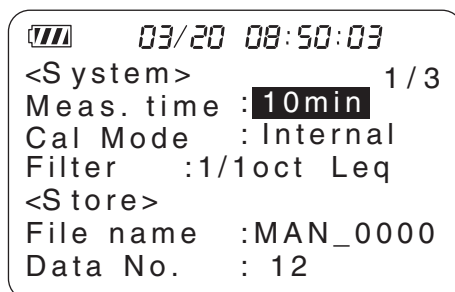 03/20 08:50:03
<System> 1/3
Meas. time : 10min
Cal Mode : Internal
Filter :1/1oct Leq
<Store>
File name :MAN_0000
Data No. : 12